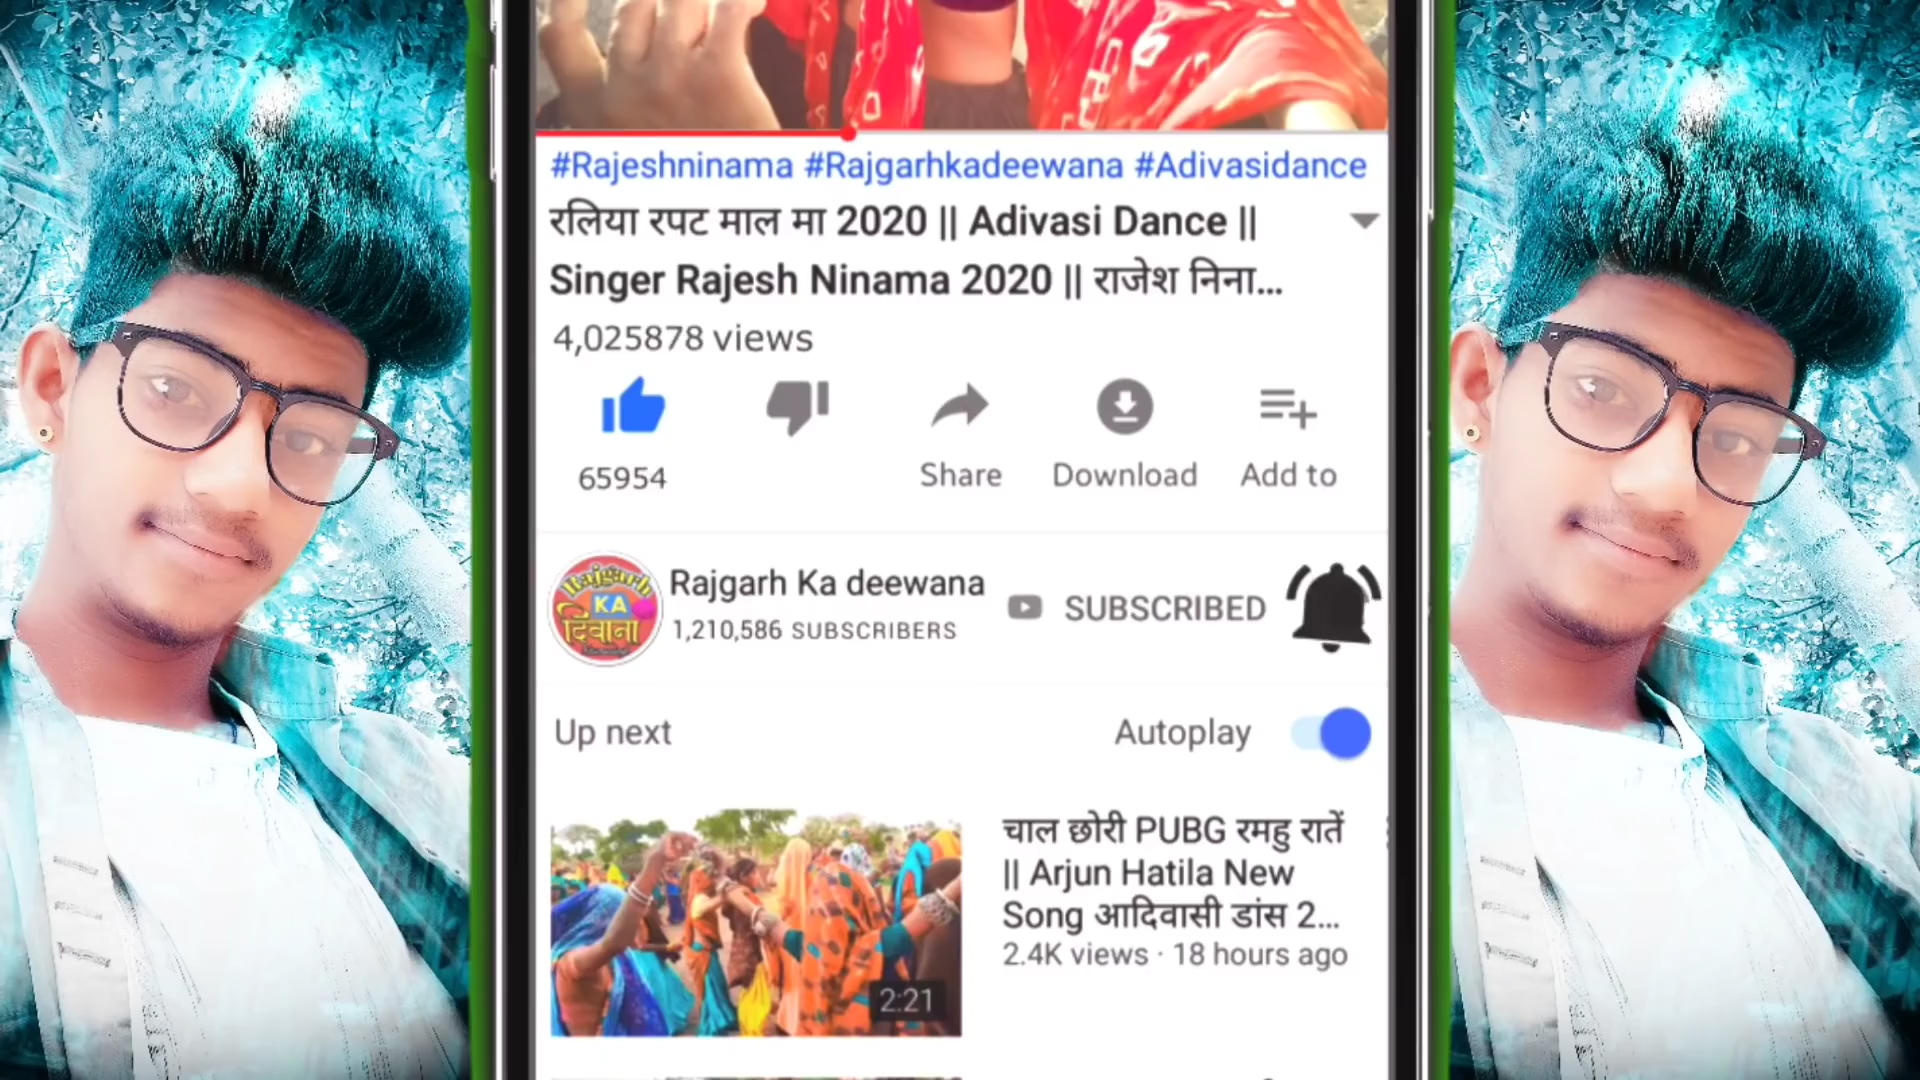 #Rajeshninama #Rajgarhkadeewana #Adivasidance
रलिया रपट माल मा 2020 || Adivasi Dance ||
Singer Rajesh Ninama 2020 || राजेश निना...
4,025878 views
65954
Share
Download
Add to
Rajgarh
KA
दिवाना
Rajgarh Ka deewana
1,210,586 SUBSCRIBERS
SUBSCRIBED
Up next
Autoplay
2:21
चाल छोरी PUBG रमहु रातें
|| Arjun Hatila New
Song आदिवासी डांस 2...
2.4K views · 18 hours ago